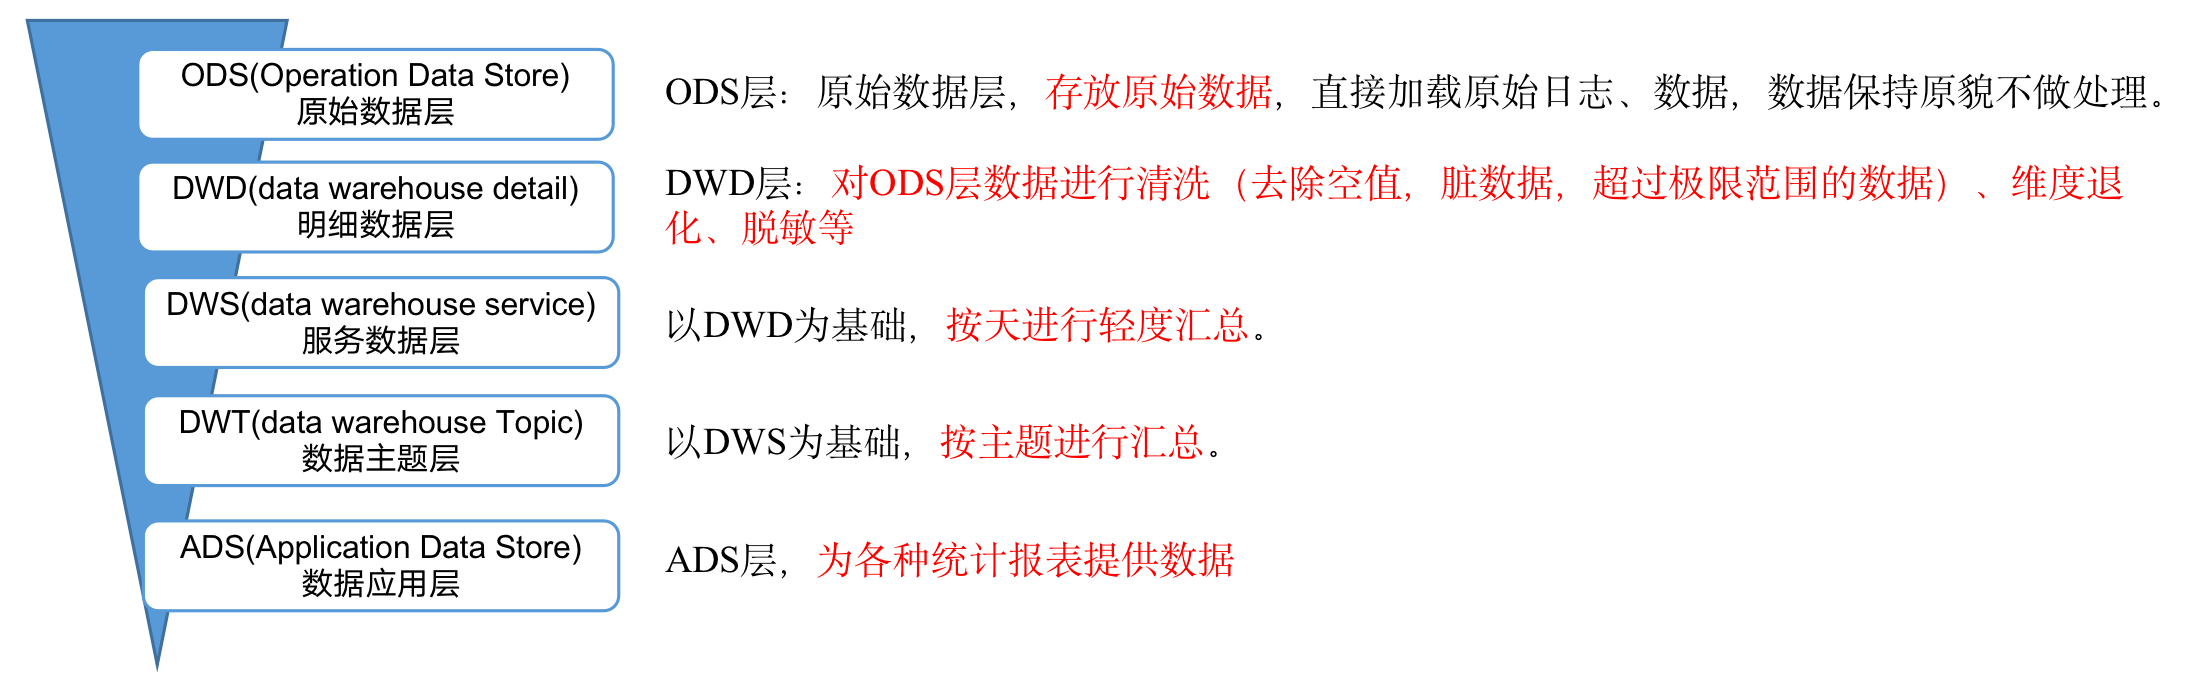 ODS(Operation Data Store)
原始数据层
ODS层：原始数据层，存放原始数据，直接加载原始日志、数据，数据保持原貌不做处理。
DWD(data warehouse detail)
明细数据层
DWD层：对ODS层数据进行清洗（去除空值，脏数据，超过极限范围的数据）、维度退
化、脱敏等
DWS(data warehouse service)
服务数据层
以DWD为基础，按天进行轻度汇总。
DWT(data warehouse Topic)
数据主题层
以DWS为基础，按主题进行汇总。
ADS(Application Data Store)
数据应用层
ADS层，为各种统计报表提供数据